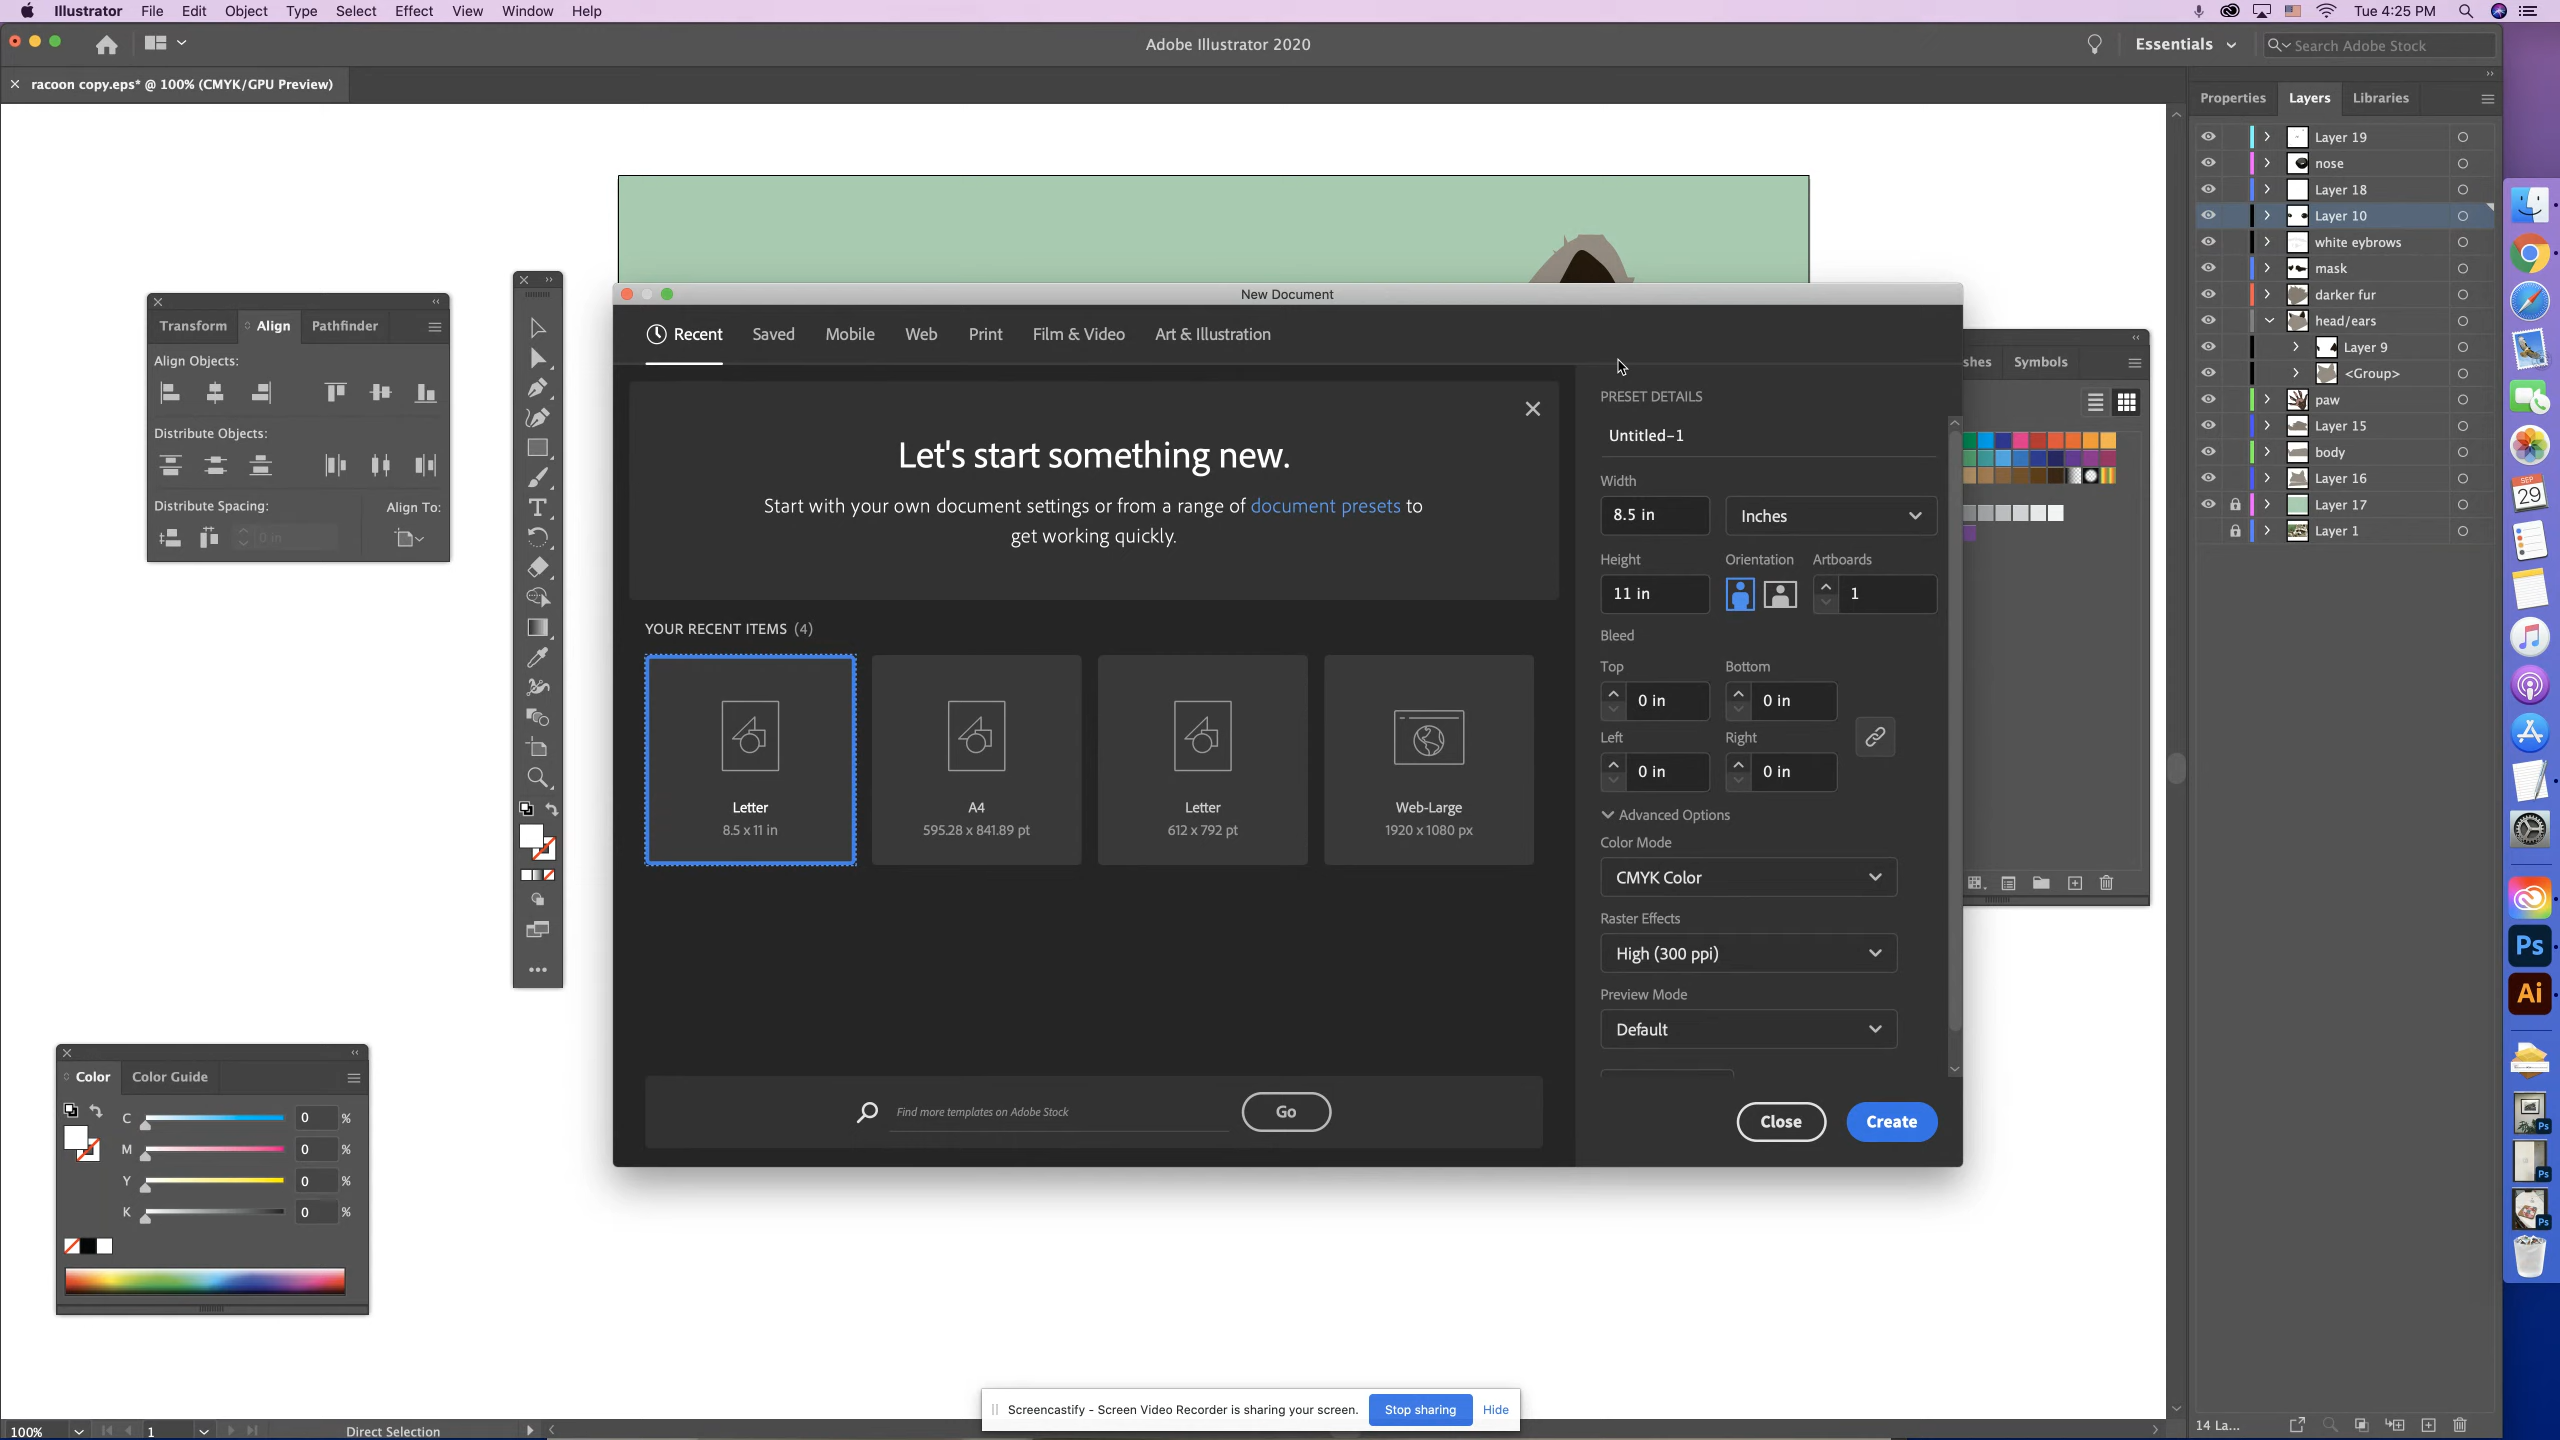 Illustrator File Edit Object Type Select Effect View Window Help
Tue 4:25 PM
Adobe Illustrator 2020
Essentials
Search Adobe Stock
racoon copy.eps* @ 100% (CMYK/GPU Preview)
Properties Layers Libraries
Layer 19
nose
Layer 18
Layer 10
white eybrows
mask
darker fur
head/ears
Layer 9
<Group>
paw
Layer 15
body
Layer 16
Layer 17
Layer 1
14 La...
Transform Align Pathfinder
Align Objects:
Distribute Objects:
Distribute Spacing:
Align To:
0 in
New Document
Recent Saved Mobile Web Print Film & Video Art & Illustration
Let's start something new.
Start with your own document settings or from a range of document presets to
get working quickly.
YOUR RECENT ITEMS (4)
Letter
8.5 x 11 in
A4
595.28 x 841.89 pt
Letter
612 x 792 pt
Web-Large
1920 x 1080 px
Find more templates on Adobe Stock
Go
PRESET DETAILS
Untitled-1
Width
8.5 in
Inches
Height
Orientation
Artboards
11 in
1
Bleed
Top
Bottom
0 in
0 in
Left
Right
0 in
0 in
Advanced Options
Color Mode
CMYK Color
Raster Effects
High (300 ppi)
Preview Mode
Default
Close
Create
shes Symbols
SEP
29
Ps
Ai
Ps
Ps
Ps
Color Color Guide
C 0 %
M 0 %
Y 0 %
K 0 %
Screencastify - Screen Video Recorder is sharing your screen.
Stop sharing
Hide
100%
1
Direct Selection